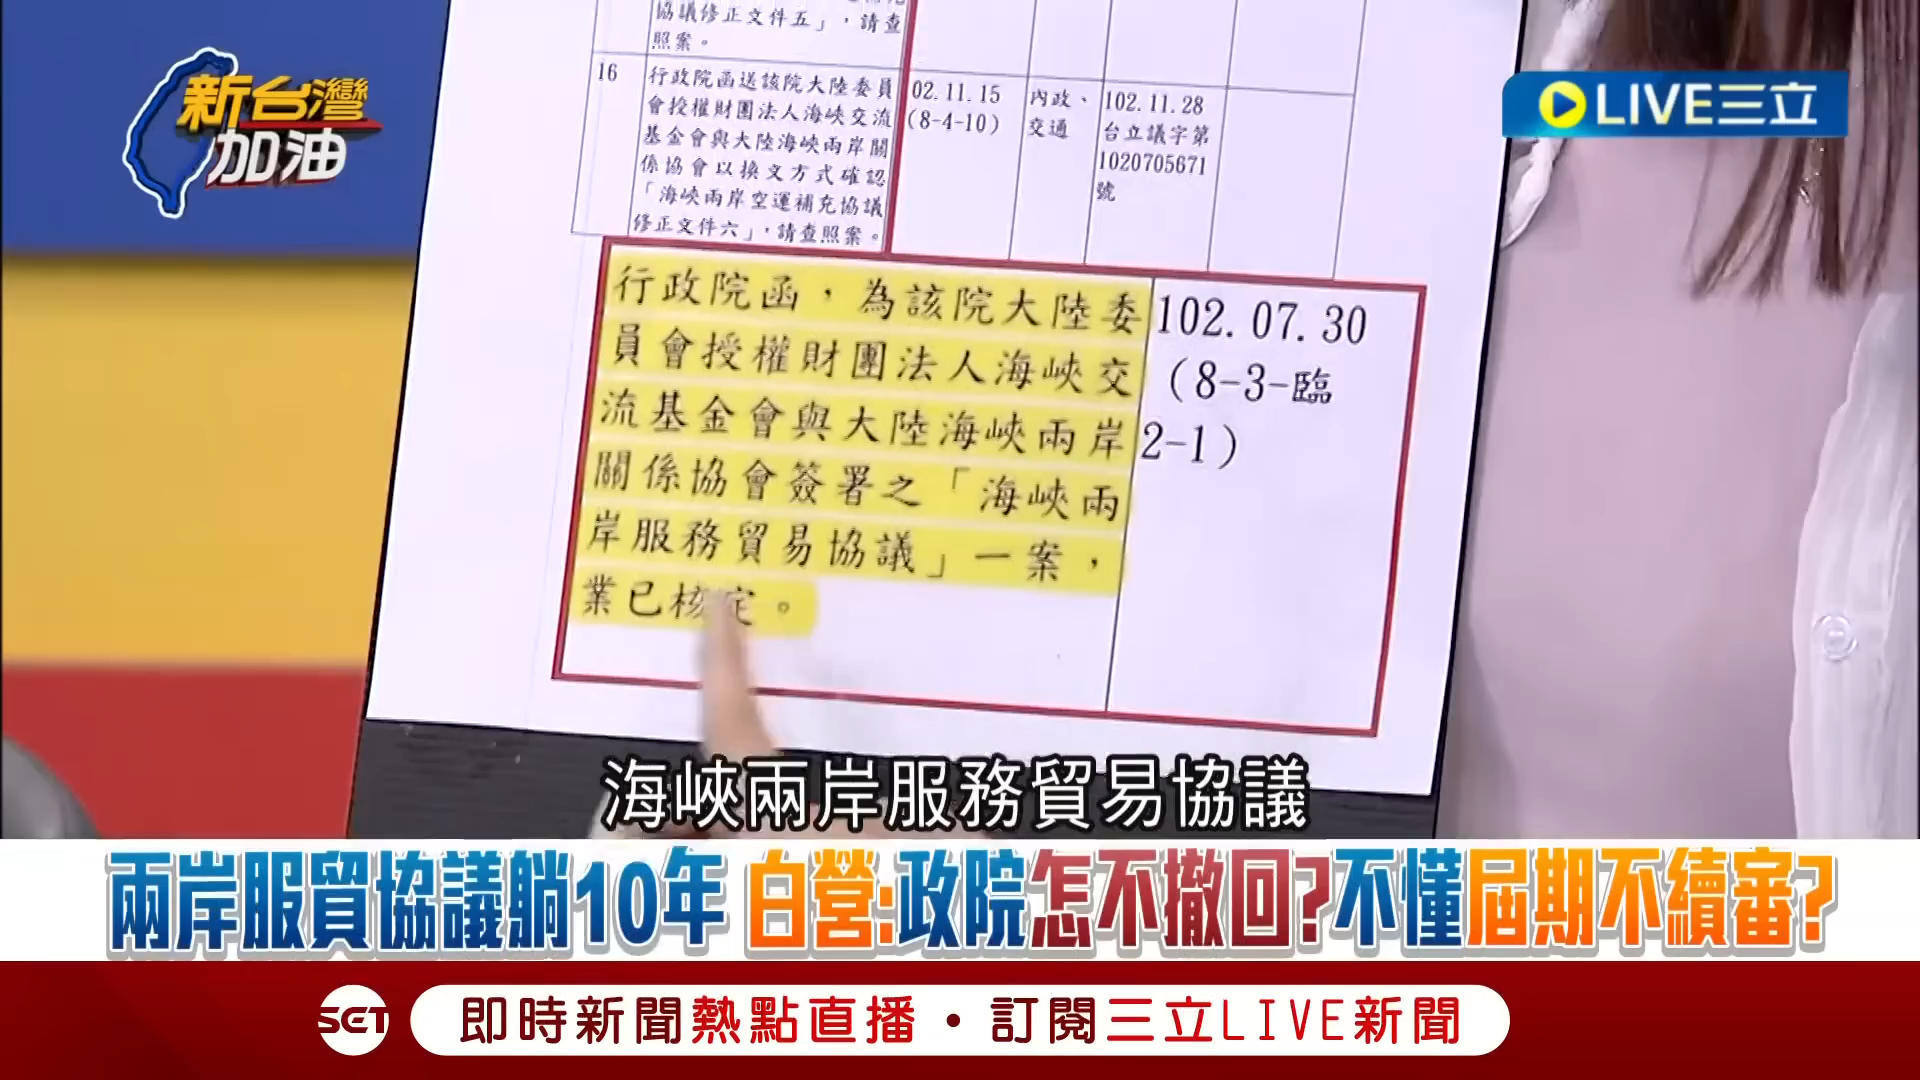 協議修正文件五」，請查
照案。
16
行政院函送該院大陸委員
會授權財團法人海峽交流
基金會與大陸海峽兩岸關
係協會以換文方式確認
「海峽兩岸空運補充協議
修正文件六」，請查照案。
02.11.15
(8-4-10)
內政、
交通
102.11.28
台立議字第
1020705671
號
新台灣
加油
LIVE三立
行政院函，為該院大陸委
員會授權財團法人海峽交
流基金會與大陸海峽兩岸
關係協會簽署之「海峽兩
岸服務貿易協議」一案，
業已核定。
102.07.30
(8-3-臨
2-1)
海峽兩岸服務貿易協議
兩岸服貿協議躺10年 白營:政院怎不撤回?不懂屆期不續審?
SET
即時新聞熱點直播・訂閱三立LIVE新聞